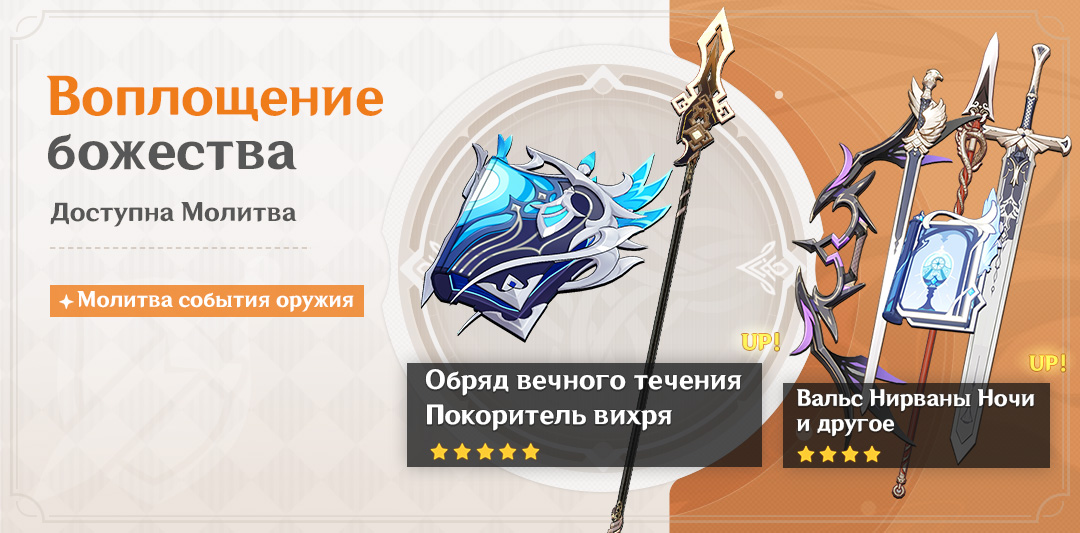 Воплощение
божества
Доступна Молитва
Молитва события оружия
UP!
Обряд вечного течения
Покоритель вихря
UP!
Вальс Нирваны Ночи
и другое